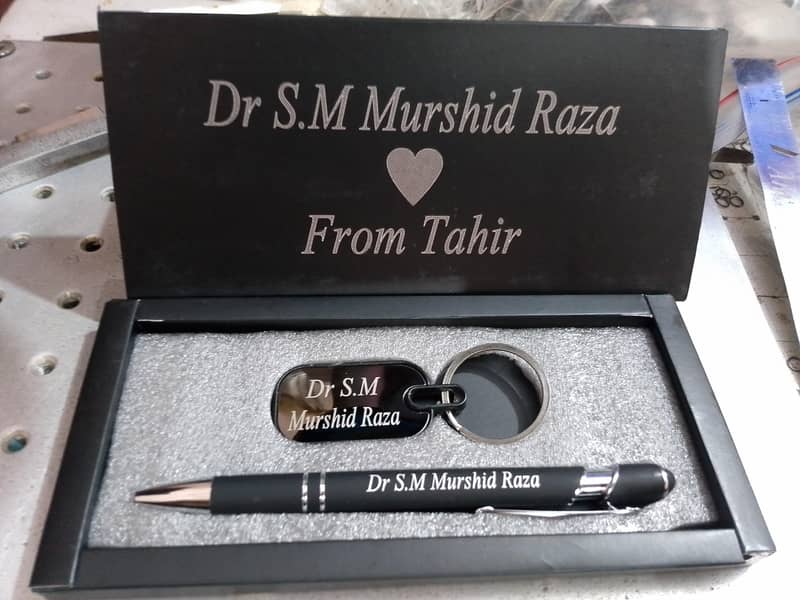 Dr S.M Murshid Raza
From Tahir
Dr S.M
Murshid Raza
Dr S.M Murshid Raza